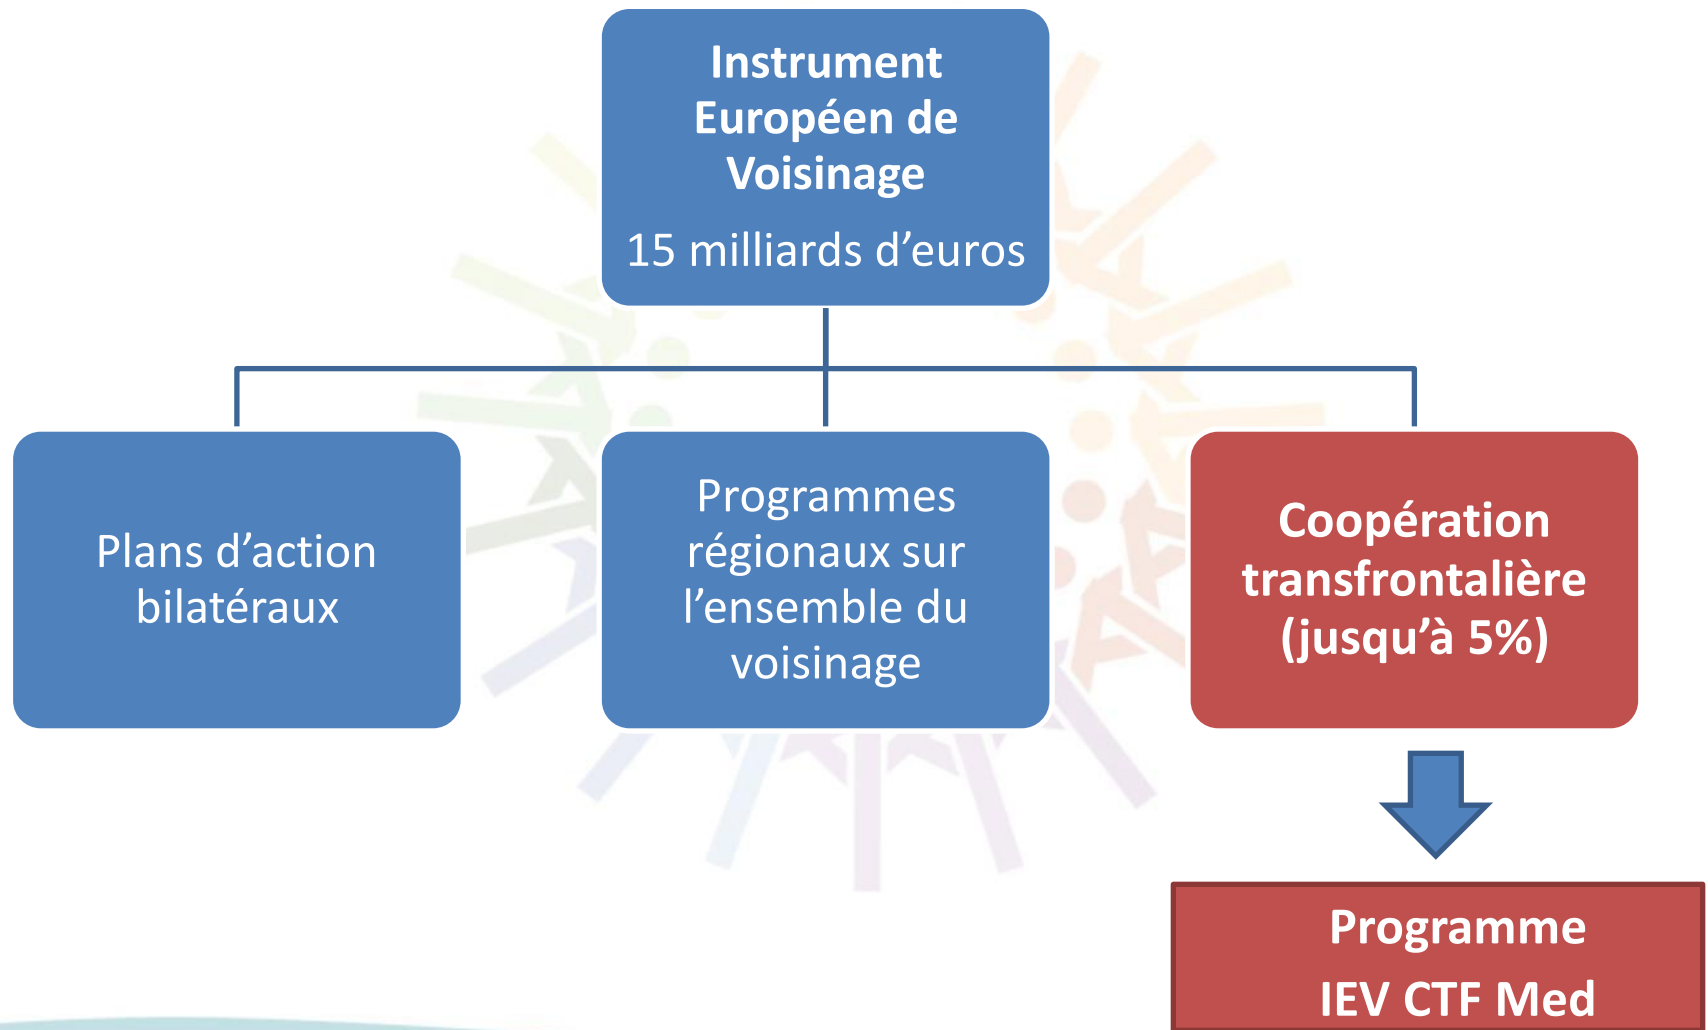 Instrument
Européen de
Voisinage
15 milliards d’euros
Plans d’action
bilatéraux
Programmes
régionaux sur
l’ensemble du
voisinage
Coopération
transfrontalière
(jusqu’à 5%)
Programme
IEV CTF Med